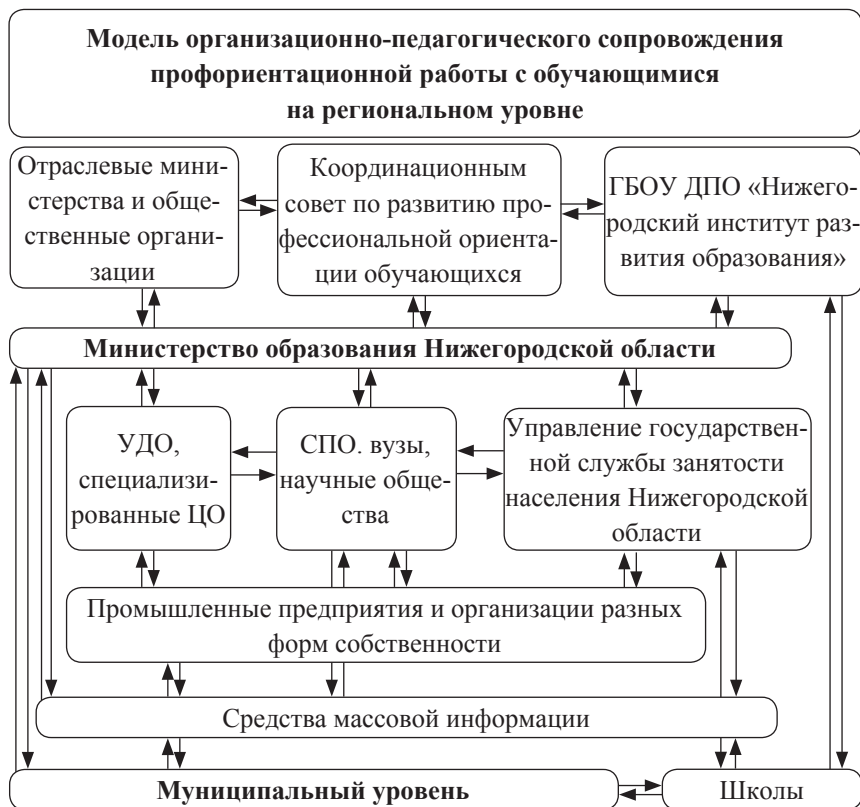 Модель организационно-педагогического сопровождения
профориентационной работы с обучающимися
на региональном уровне
Отраслевые мини-
стерства и обще-
ственные органи-
зации
Координационным
совет по развитию про-
фессиональной ориента-
ции обучающихся
ГБОУ ДПО «Нижего-
родский институт раз-
вития образования»
Министерство образования Нижегородской области
УДО,
специализи-
рованные ЦО
СПО. вузы,
научные обще-
ства
Управление государствен-
ной службы занятости
населения Нижегородской
области
Промышленные предприятия и организации разных
форм собственности
Средства массовой информации
Муниципальный уровень
Школы